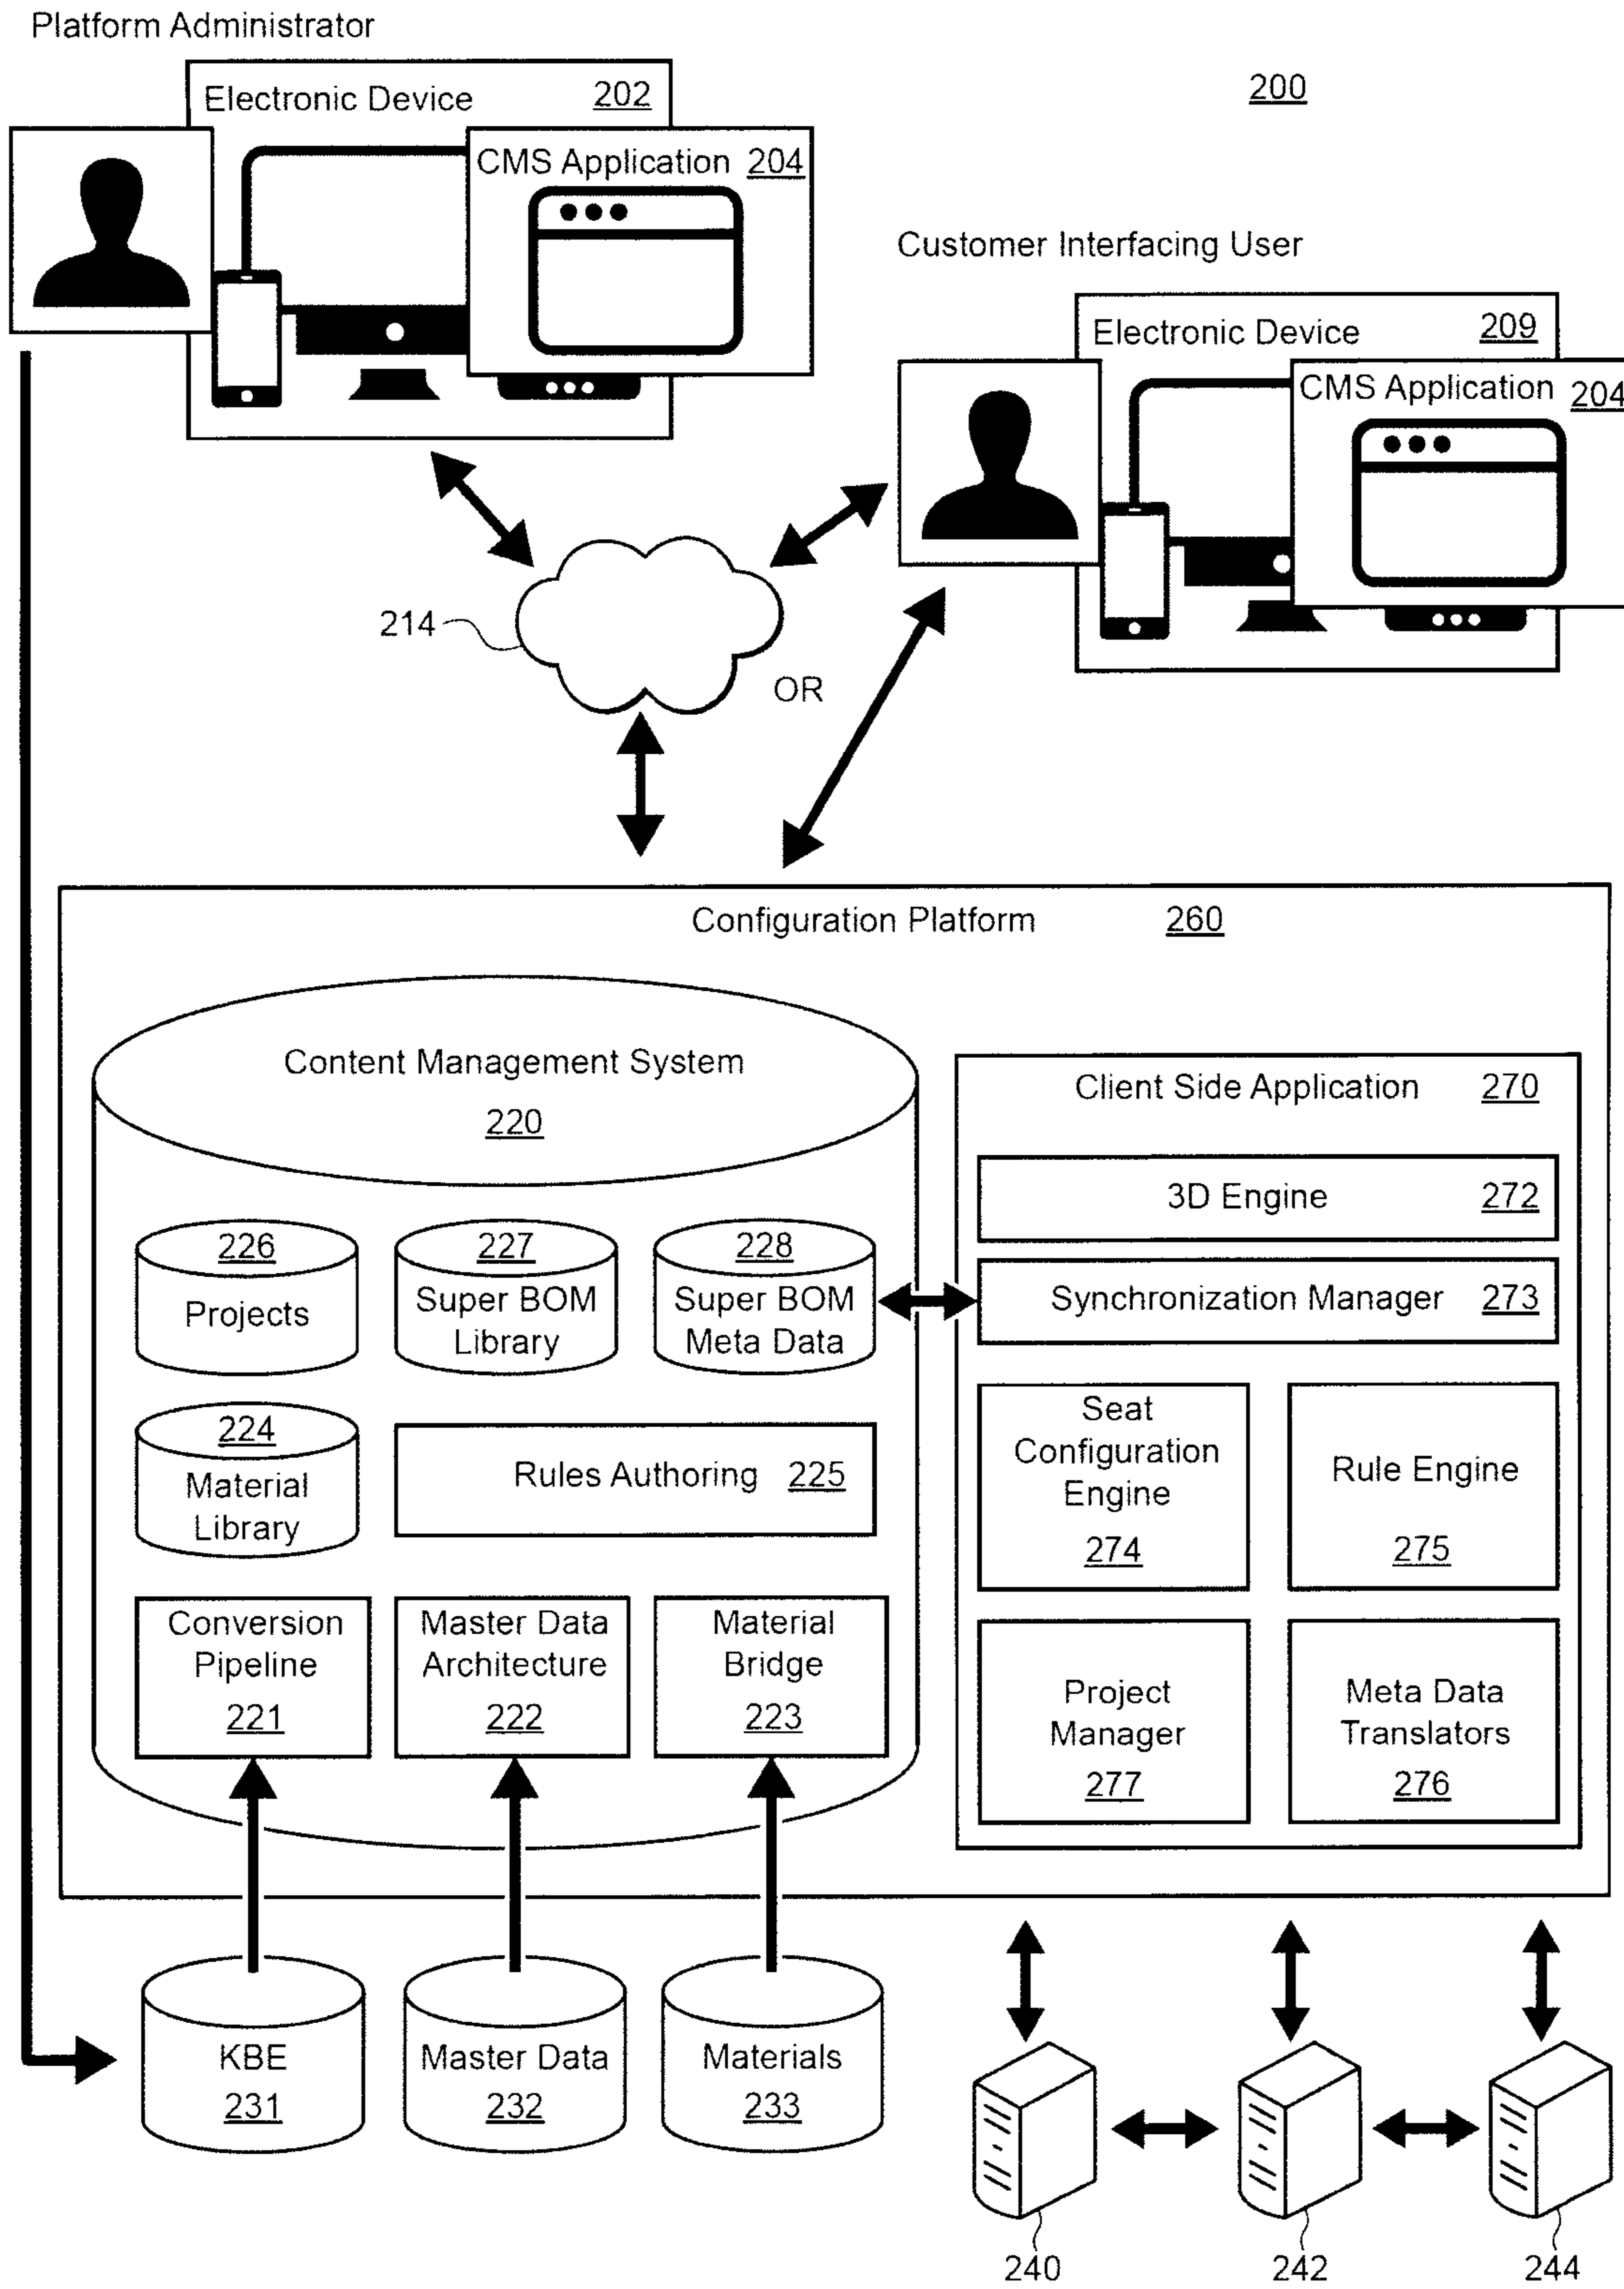 Platform Administrator
Electronic Device 202
200
CMS Application 204
Customer Interfacing User
Electronic Device 209
CMS Application 204
214
OR
Configuration Platform 260
Content Management System
220
Client Side Application 270
3D Engine 272
Synchronization Manager 273
226
Projects
227
Super BOM
Library
228
Super BOM
Meta Data
224
Material
Library
Rules Authoring 225
Seat
Configuration
Engine
274
Rule Engine
275
Conversion
Pipeline
221
Master Data
Architecture
222
Material
Bridge
223
Project
Manager
277
Meta Data
Translators
276
KBE
231
Master Data
232
Materials
233
240
242
244